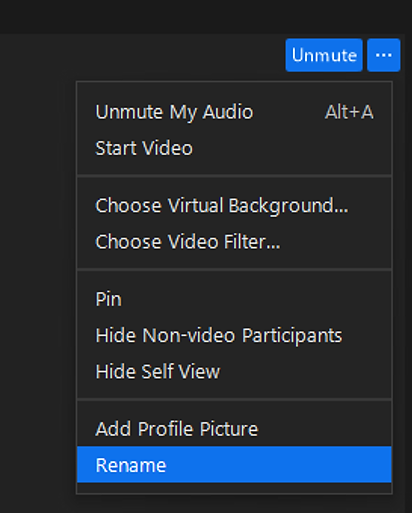 Unmute ...
Unmute My Audio Alt+A
Start Video
Choose Virtual Background...
Choose Video Filter...
Pin
Hide Non-video Participants
Hide Self View
Add Profile Picture
Rename